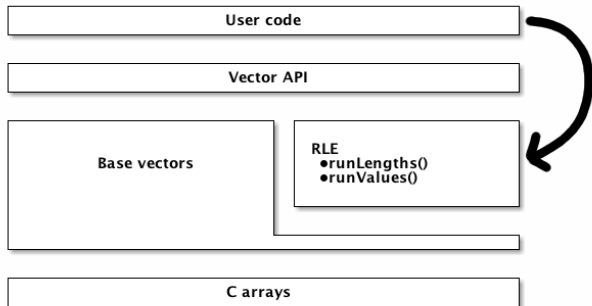 User code
Vector API
Base vectors
RLE
●runLengths()
●runValues()
C arrays